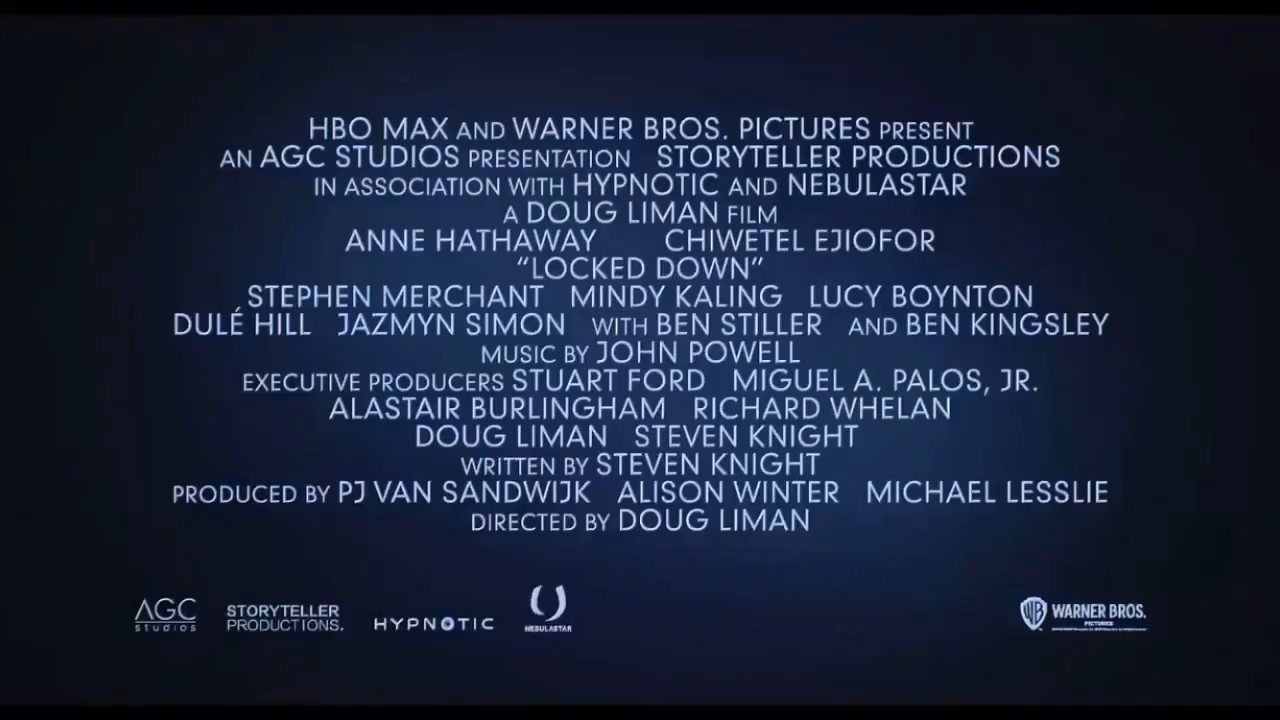 HBO MAX AND WARNER BROS. PICTURES PRESENT
AN AGC STUDIOS PRESENTATION STORYTELLER PRODUCTIONS
IN ASSOCIATION WITH HYPNOTIC AND NEBULASTAR
A DOUG LIMAN FILM
ANNE HATHAWAY CHIWETEL EJIOFOR
“LOCKED DOWN”
STEPHEN MERCHANT MINDY KALING LUCY BOYNTON
DULÉ HILL JAZMYN SIMON WITH BEN STILLER AND BEN KINGSLEY
MUSIC BY JOHN POWELL
EXECUTIVE PRODUCERS STUART FORD MIGUEL A. PALOS, JR.
ALASTAIR BURLINGHAM RICHARD WHELAN
DOUG LIMAN STEVEN KNIGHT
WRITTEN BY STEVEN KNIGHT
PRODUCED BY PJ VAN SANDWIJK ALISON WINTER MICHAEL LESSLIE
DIRECTED BY DOUG LIMAN
AGC
studios
STORYTELLER
PRODUCTIONS.
HYPNOTIC
NEBULASTAR
WB WARNER BROS.
PICTURES